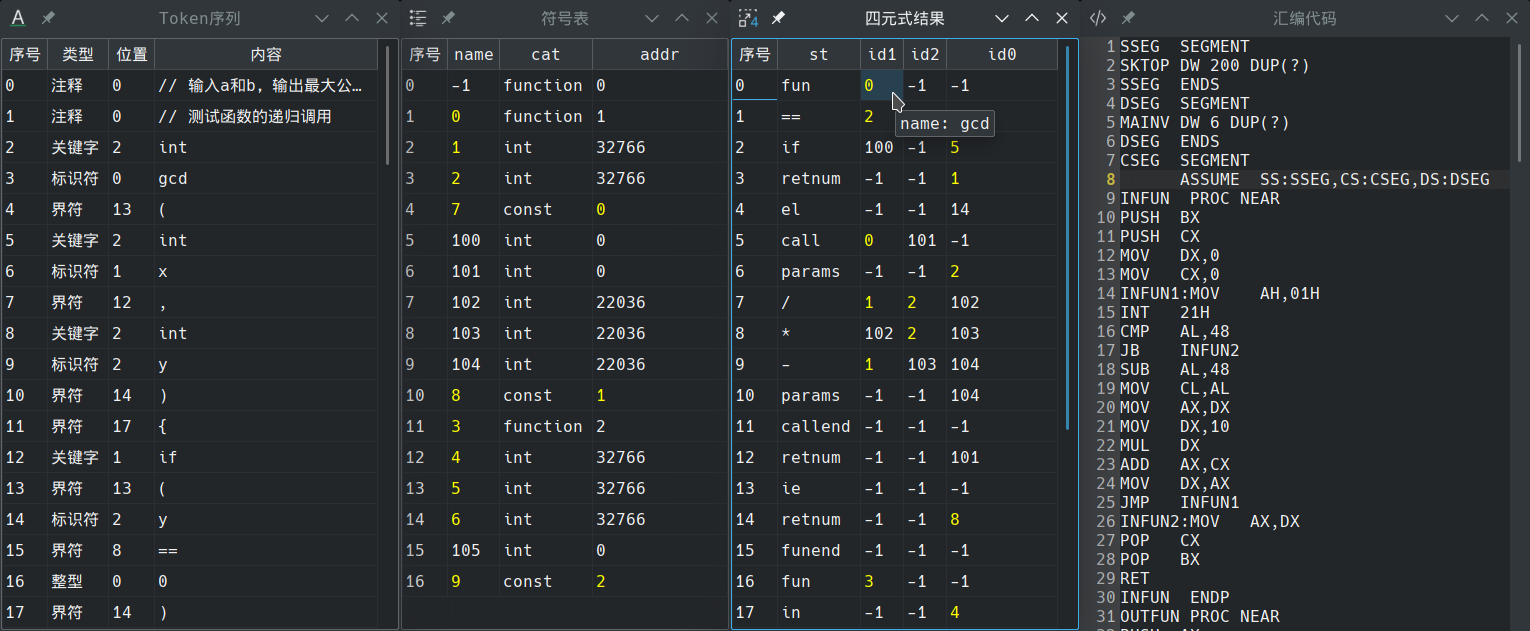 Token序列
序号 类型 位置 内容
0 注释 0 // 输入a和b，输出最大公…
1 注释 0 // 测试函数的递归调用
2 关键字 2 int
3 标识符 0 gcd
4 界符 13 (
5 关键字 2 int
6 标识符 1 x
7 界符 12 ,
8 关键字 2 int
9 标识符 2 y
10 界符 14 )
11 界符 17 {
12 关键字 1 if
13 界符 13 (
14 标识符 2 y
15 界符 8 ==
16 整型 0 0
17 界符 14 )
符号表
序号 name cat addr
0 -1 function 0
1 0 function 1
2 1 int 32766
3 2 int 32766
4 7 const 0
5 100 int 0
6 101 int 0
7 102 int 22036
8 103 int 22036
9 104 int 22036
10 8 const 1
11 3 function 2
12 4 int 32766
13 5 int 32766
14 6 int 32766
15 105 int 0
16 9 const 2
4
四元式结果
序号 st id1 id2 id0
0 fun 0 -1 -1
1 == 2
name: gcd
2 if 100 -1 5
3 retnum -1 -1 1
4 el -1 -1 14
5 call 0 101 -1
6 params -1 -1 2
7 / 1 2 102
8 * 102 2 103
9 - 1 103 104
10 params -1 -1 104
11 callend -1 -1 -1
12 retnum -1 -1 101
13 ie -1 -1 -1
14 retnum -1 -1 8
15 funend -1 -1 -1
16 fun 3 -1 -1
17 in -1 -1 4
汇编代码
1 SSEG SEGMENT
2 SKTOP DW 200 DUP(?)
3 SSEG ENDS
4 DSEG SEGMENT
5 MAINV DW 6 DUP(?)
6 DSEG ENDS
7 CSEG SEGMENT
8 ASSUME SS:SSEG,CS:CSEG,DS:DSEG
9 INFUN PROC NEAR
10 PUSH BX
11 PUSH CX
12 MOV DX,0
13 MOV CX,0
14 INFUN1:MOV AH,01H
15 INT 21H
16 CMP AL,48
17 JB INFUN2
18 SUB AL,48
19 MOV CL,AL
20 MOV AX,DX
21 MOV DX,10
22 MUL DX
23 ADD AX,CX
24 MOV DX,AX
25 JMP INFUN1
26 INFUN2:MOV AX,DX
27 POP CX
28 POP BX
29 RET
30 INFUN ENDP
31 OUTFUN PROC NEAR